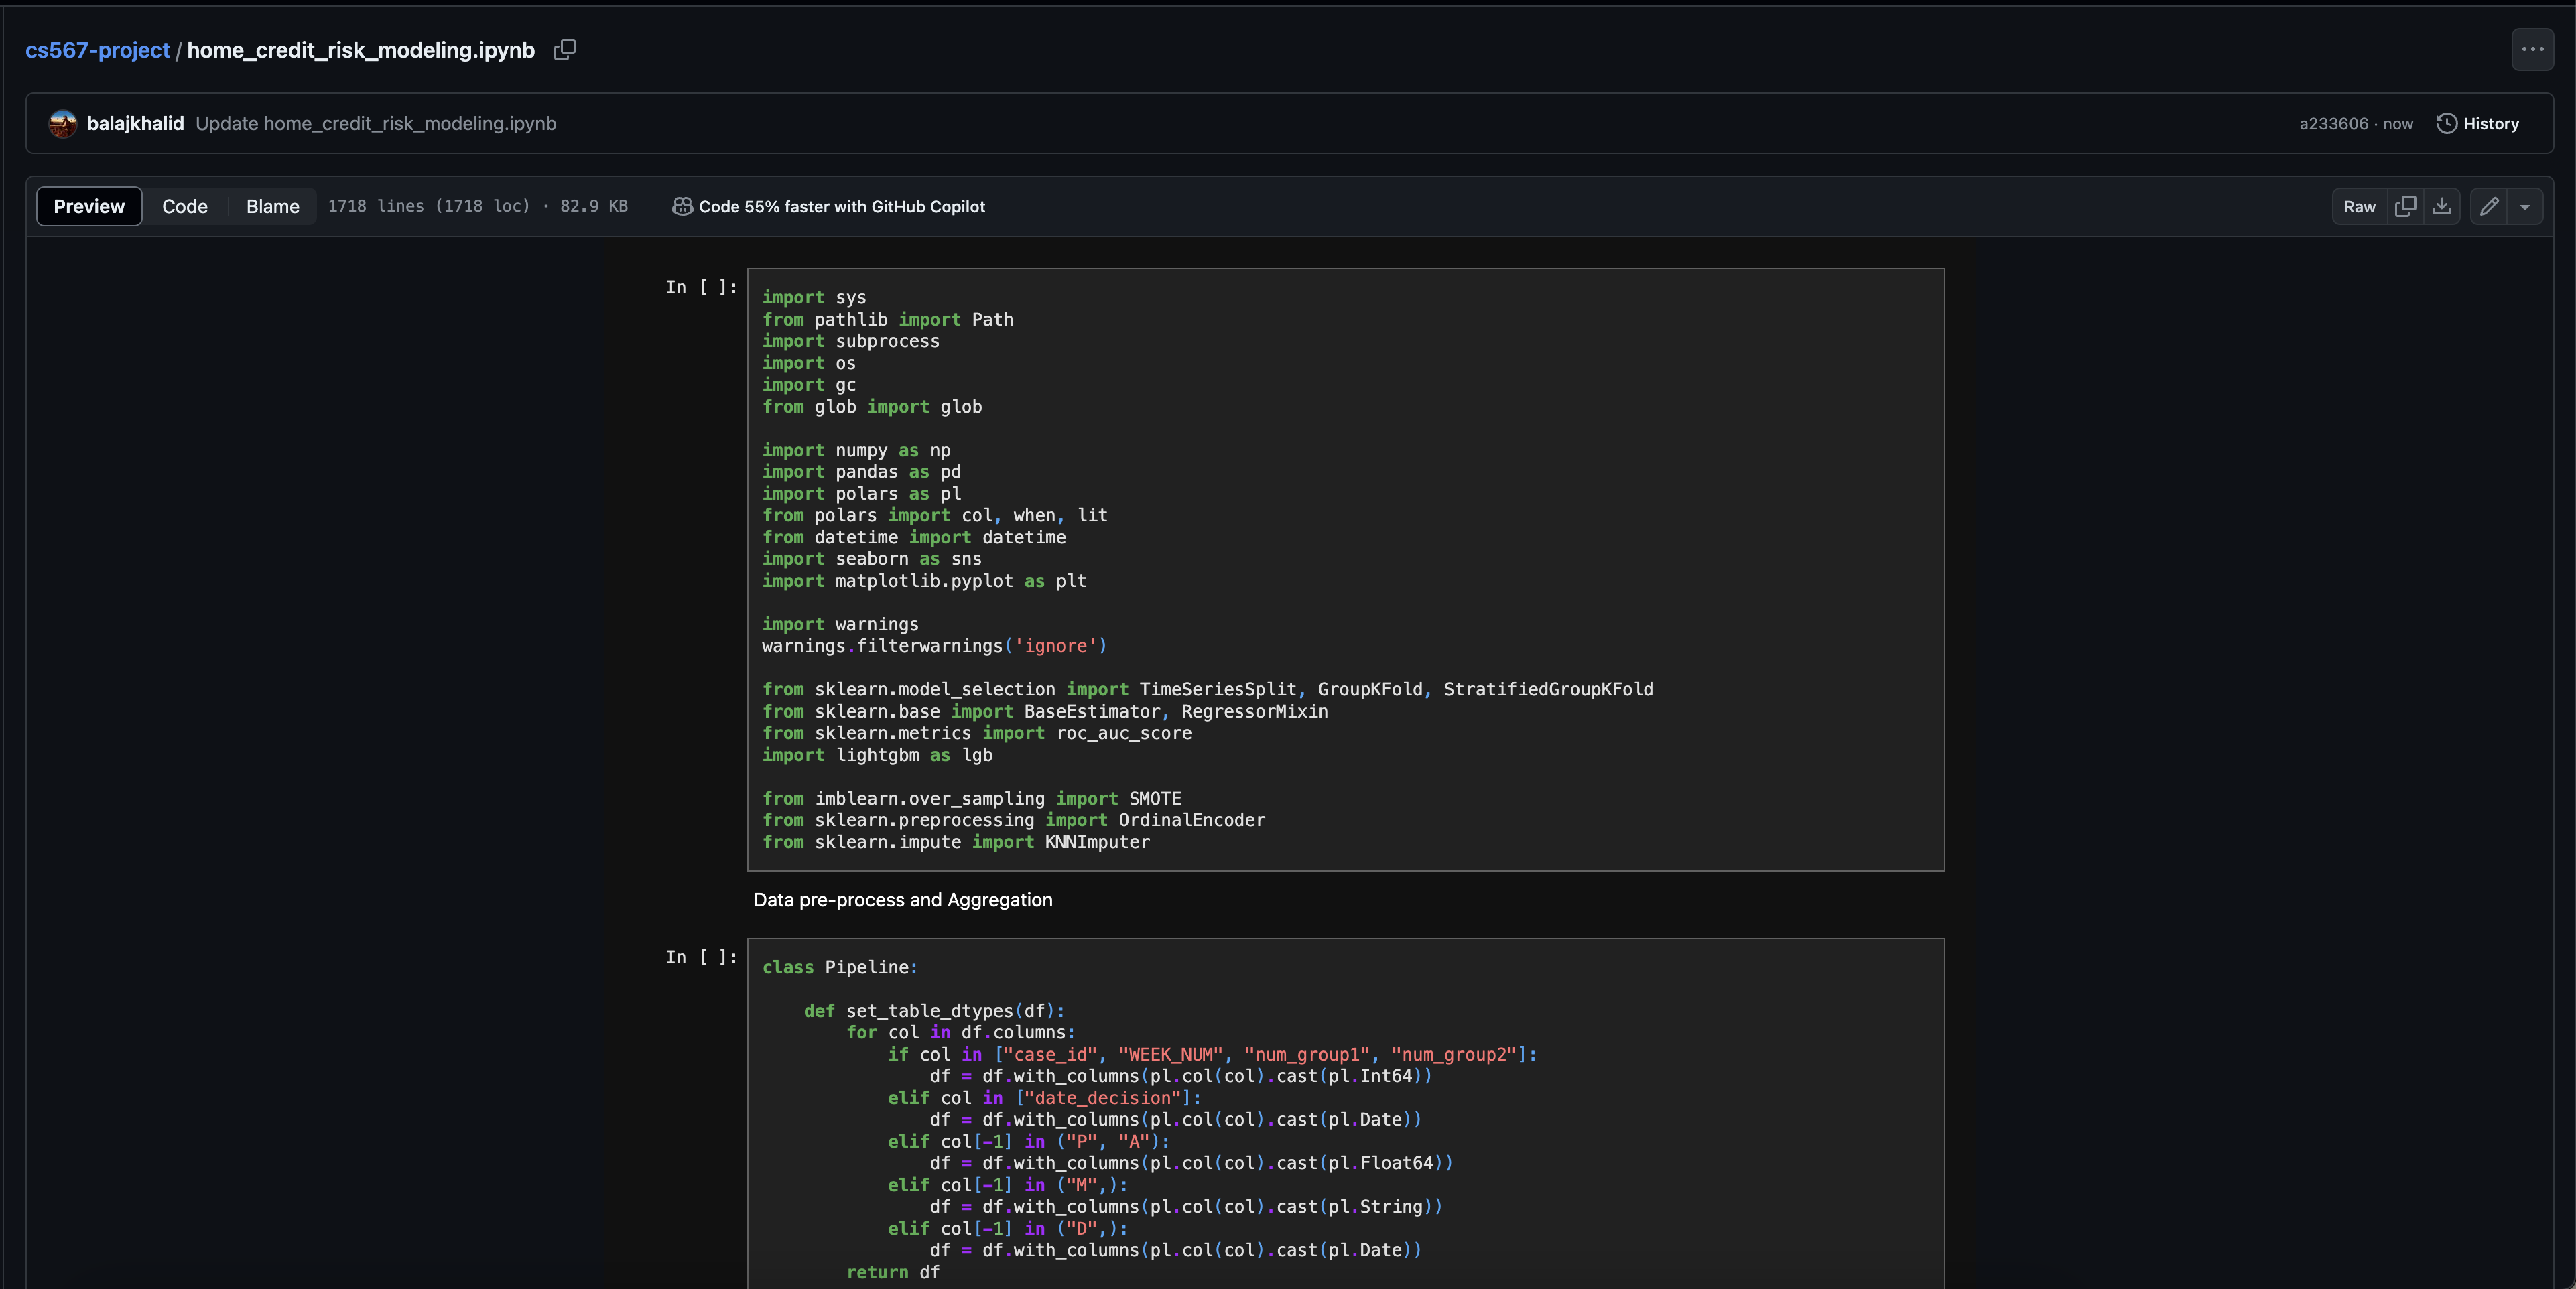 cs567-project / home_credit_risk_modeling.ipynb
balajkhalid Update home_credit_risk_modeling.ipynb a233606 · now History
Preview Code Blame 1718 lines (1718 loc) · 82.9 KB Code 55% faster with GitHub Copilot Raw
In [ ]:
import sys
from pathlib import Path
import subprocess
import os
import gc
from glob import glob
import numpy as np
import pandas as pd
import polars as pl
from polars import col, when, lit
from datetime import datetime
import seaborn as sns
import matplotlib.pyplot as plt
import warnings
warnings.filterwarnings('ignore')
from sklearn.model_selection import TimeSeriesSplit, GroupKFold, StratifiedGroupKFold
from sklearn.base import BaseEstimator, RegressorMixin
from sklearn.metrics import roc_auc_score
import lightgbm as lgb
from imblearn.over_sampling import SMOTE
from sklearn.preprocessing import OrdinalEncoder
from sklearn.impute import KNNImputer
Data pre-process and Aggregation
In [ ]:
class Pipeline:
    def set_table_dtypes(df):
        for col in df.columns:
            if col in ["case_id", "WEEK_NUM", "num_group1", "num_group2"]:
                df = df.with_columns(pl.col(col).cast(pl.Int64))
            elif col in ["date_decision"]:
                df = df.with_columns(pl.col(col).cast(pl.Date))
            elif col[-1] in ("P", "A"):
                df = df.with_columns(pl.col(col).cast(pl.Float64))
            elif col[-1] in ("M",):
                df = df.with_columns(pl.col(col).cast(pl.String))
            elif col[-1] in ("D",):
                df = df.with_columns(pl.col(col).cast(pl.Date))
        return df